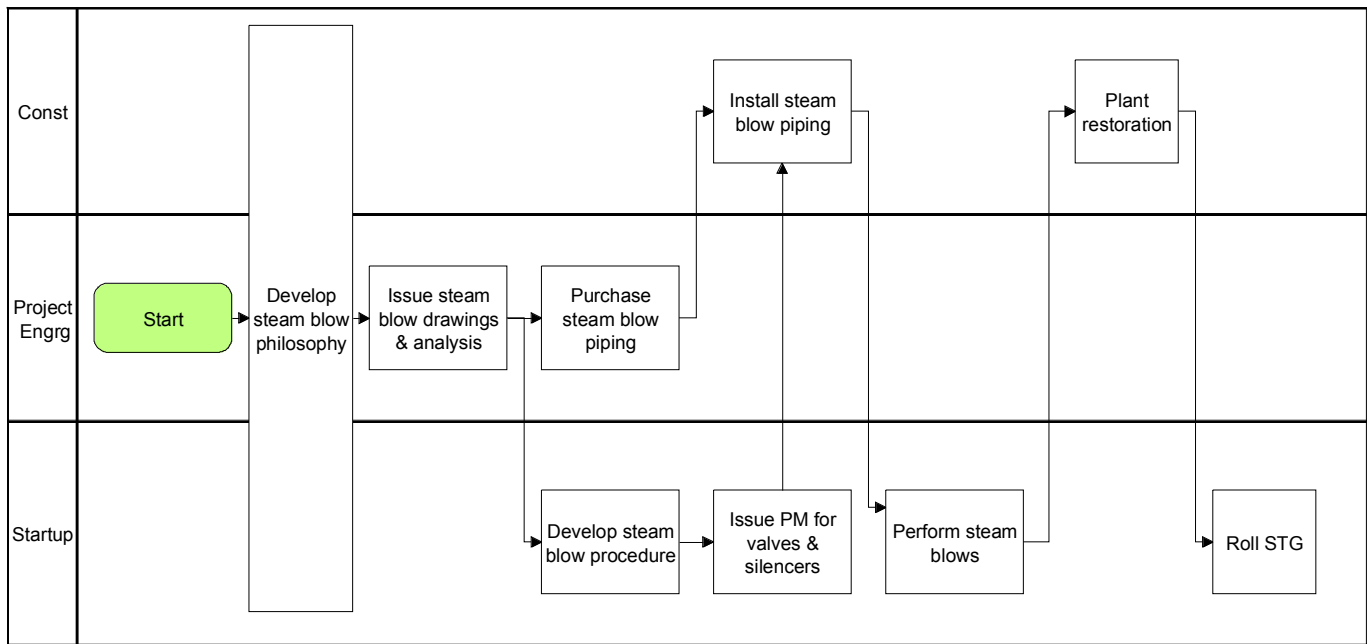 Const
Install steam
blow piping
Plant
restoration
Project
Engrg
Start
Develop
steam blow
philosophy
Issue steam
blow drawings
& analysis
Purchase
steam blow
piping
Startup
Develop steam
blow procedure
Issue PM for
valves &
silencers
Perform steam
blows
Roll STG